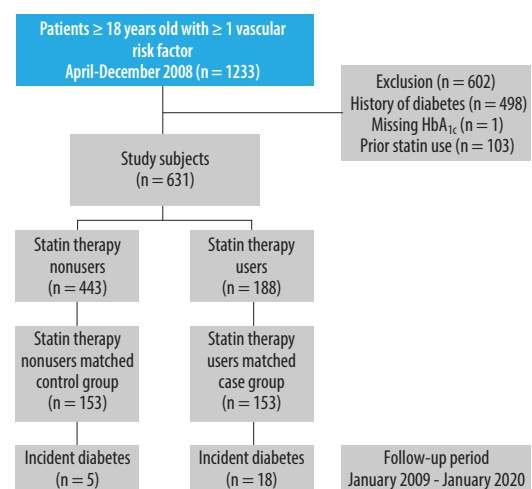 Patients ≥ 18 years old with ≥ 1 vascular
risk factor
April-December 2008 (n = 1233)
Exclusion (n = 602)
History of diabetes (n = 498)
Missing HbA1c (n = 1)
Prior statin use (n = 103)
Study subjects
(n = 631)
Statin therapy
nonusers
(n = 443)
Statin therapy
users
(n = 188)
Statin therapy
nonusers matched
control group
(n = 153)
Statin therapy
users matched
case group
(n = 153)
Incident diabetes
(n = 5)
Incident diabetes
(n = 18)
Follow-up period
January 2009 - January 2020